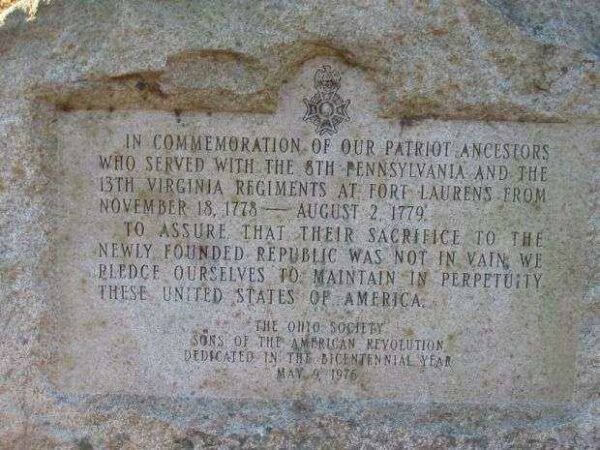 IN COMMEMORATION OF OUR PATRIOT ANCESTORS
WHO SERVED WITH THE 8TH PENNSYLVANIA AND THE
13TH VIRGINIA REGIMENTS AT FORT LAURENS FROM
NOVEMBER 18, 1778 — AUGUST 2, 1779.
TO ASSURE THAT THEIR SACRIFICE TO THE
NEWLY FOUNDED REPUBLIC WAS NOT IN VAIN, WE
PLEDGE OURSELVES TO MAINTAIN IN PERPETUITY
THESE UNITED STATES OF AMERICA.
THE OHIO SOCIETY
SONS OF THE AMERICAN REVOLUTION
DEDICATED IN THE BICENTENNIAL YEAR
MAY 9, 1976